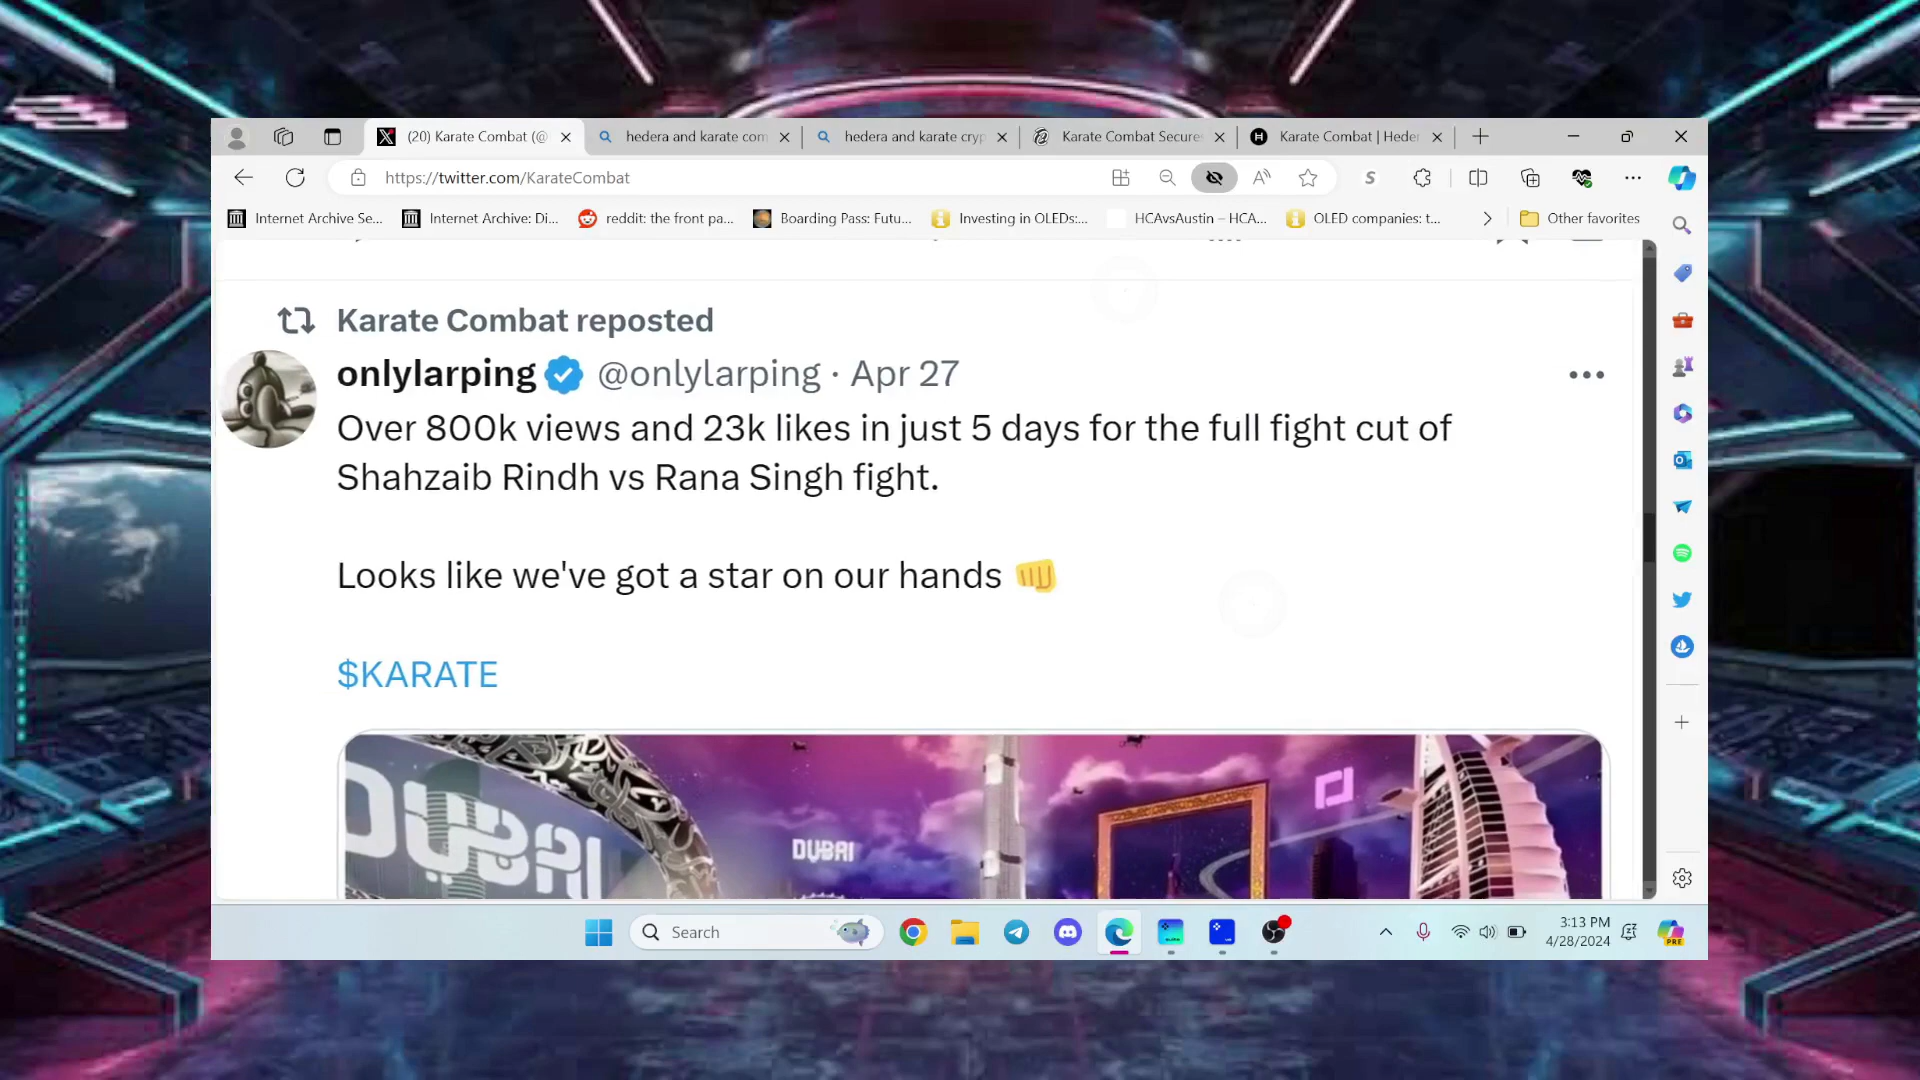 (20) Karate Combat (@
hedera and karate com
hedera and karate cryp
Karate Combat Secure
Karate Combat | Heder
https://twitter.com/KarateCombat
Internet Archive Se...
Internet Archive: Di...
reddit: the front pa...
Boarding Pass: Futu...
Investing in OLEDs:...
HCAvsAustin – HCA...
OLED companies: t...
Other favorites
Karate Combat reposted
onlylarping @onlylarping · Apr 27
Over 800k views and 23k likes in just 5 days for the full fight cut of
Shahzaib Rindh vs Rana Singh fight.
Looks like we've got a star on our hands 👊
$KARATE
DUBAI
DUBAI
Search
3:13 PM
4/28/2024
PRE